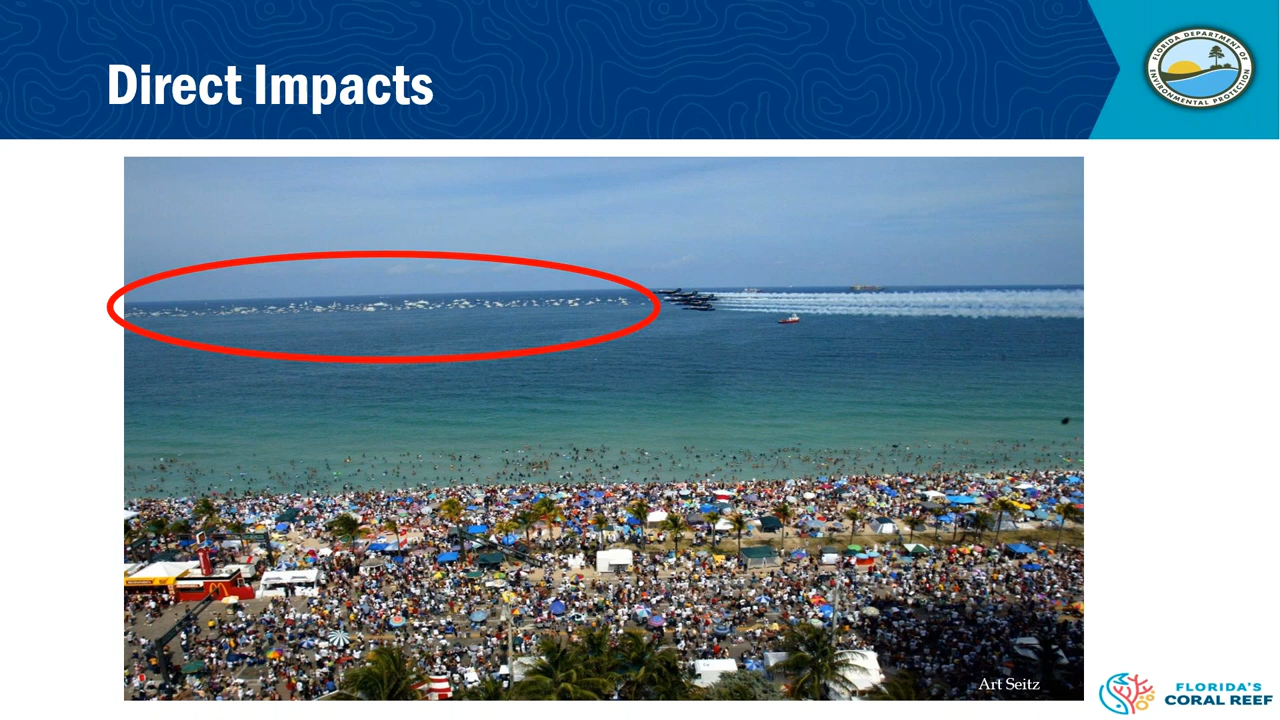 Direct Impacts
FLORIDA DEPARTMENT OF
ENVIRONMENTAL PROTECTION
Art Seitz
FLORIDA'S
CORAL REEF